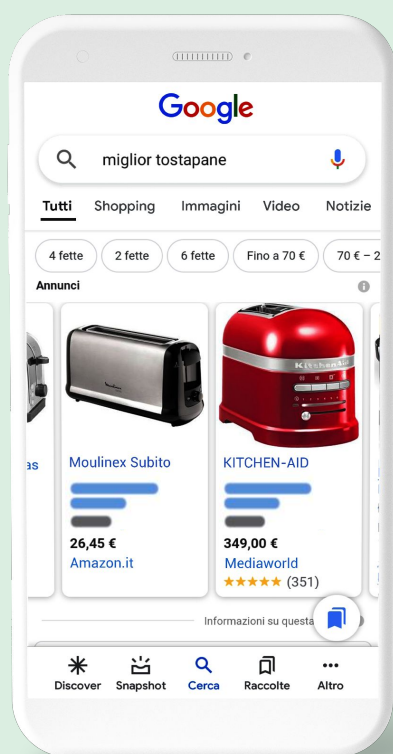 Google
miglior tostapane
Tutti Shopping Immagini Video Notizie
4 fette 2 fette 6 fette Fino a 70 € 70 € – 2
Annunci
KitchenAid
as Moulinex Subito KITCHEN-AID
26,45 € 349,00 €
Amazon.it Mediaworld
(351)
Informazioni su questa
Discover Snapshot Cerca Raccolte Altro